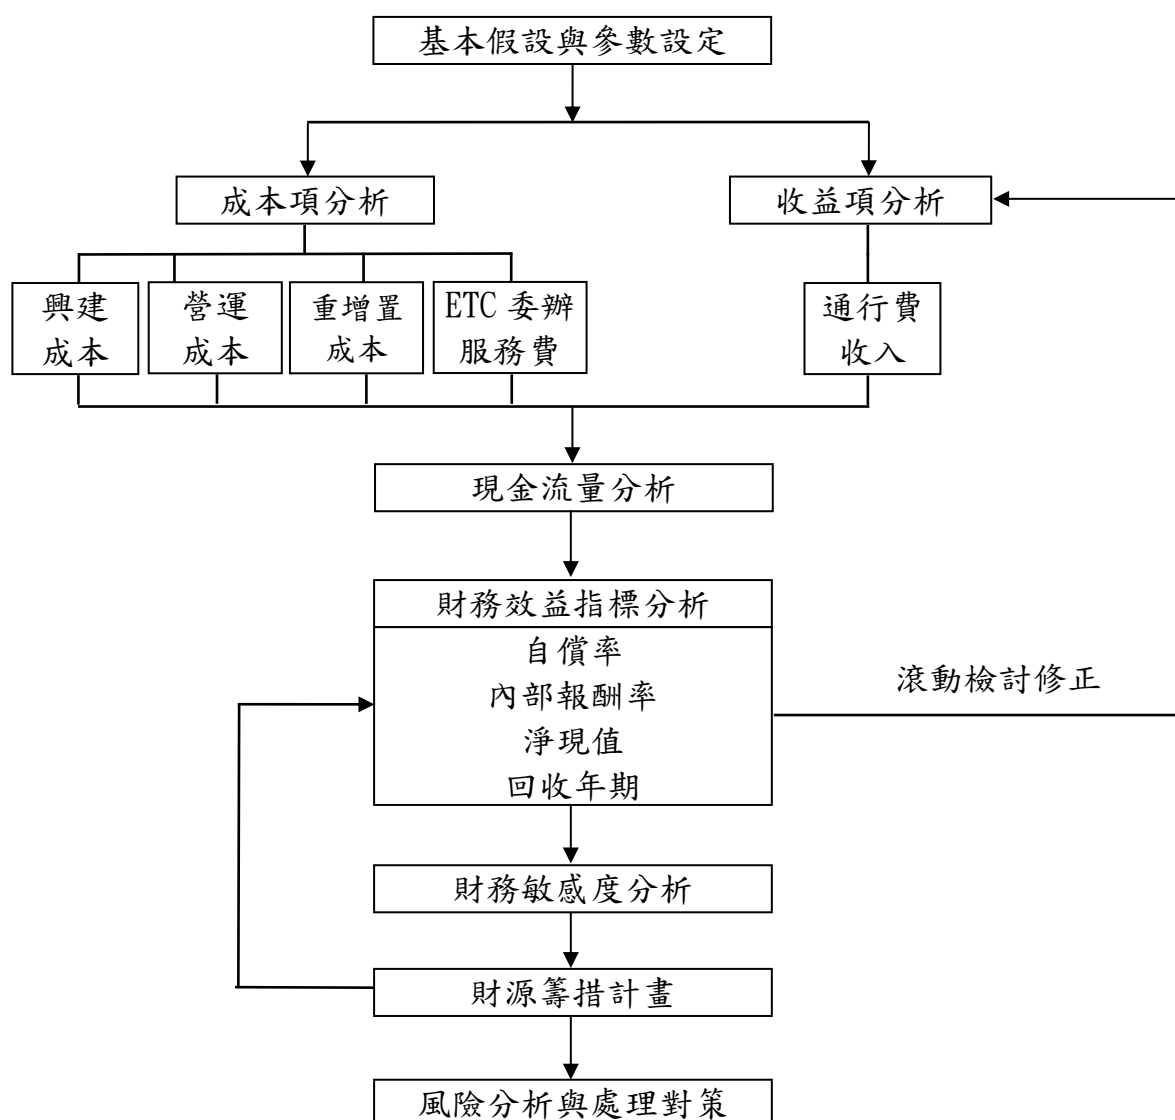 基本假設與參數設定
成本項分析
收益項分析
興建
成本
營運
成本
重增置
成本
ETC 委辦
服務費
通行費
收入
現金流量分析
財務效益指標分析
自償率
內部報酬率
淨現值
回收年期
滾動檢討修正
財務敏感度分析
財源籌措計畫
風險分析與處理對策